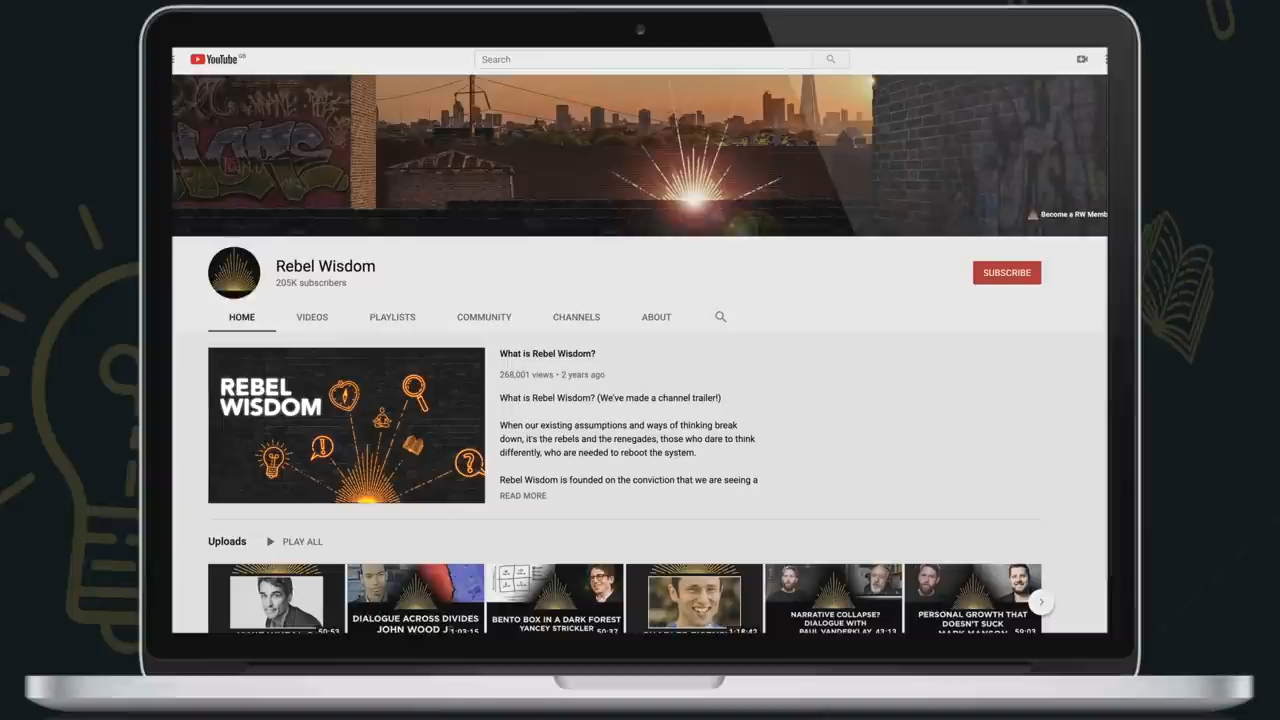 YouTube GB
Search
Become a RW Memb
Rebel Wisdom
205K subscribers
SUBSCRIBE
HOME
VIDEOS
PLAYLISTS
COMMUNITY
CHANNELS
ABOUT
REBEL
WISDOM
What is Rebel Wisdom?
268,001 views • 2 years ago
What is Rebel Wisdom? (We've made a channel trailer!)
When our existing assumptions and ways of thinking break
down, it's the rebels and the renegades, those who dare to think
differently, who are needed to reboot the system.
Rebel Wisdom is founded on the conviction that we are seeing a
READ MORE
Uploads
PLAY ALL
50:53
DIALOGUE ACROSS DIVIDES
JOHN WOOD J
1:03:15
BENTO BOX IN A DARK FOREST
YANCEY STRICKLER
50:37
1:18:42
NARRATIVE COLLAPSE?
DIALOGUE WITH
PAUL VANDERKLAY
43:13
PERSONAL GROWTH THAT
DOESN'T SUCK
MARK MANSON
59:03